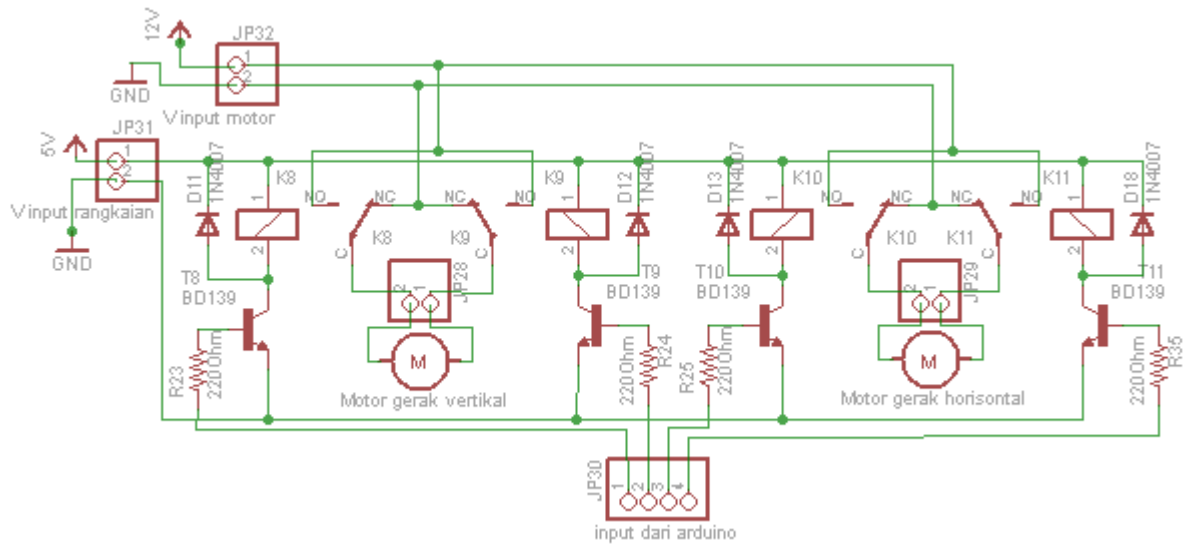 12V
JP32
1
2
GND
V input motor
5V
JP31
1
2
V input rangkaian
GND
D11
1N4007
K8
1
2
NO
NC
NC
NO
K8
K9
C
C
K9
1
2
D12
1N4007
D13
1N4007
K10
1
2
NO
NC
NC
NO
K10
K11
C
C
K11
1
2
D18
1N4007
T8
BD139
2
1
JP28
T9
BD139
T10
BD139
2
1
JP29
T11
BD139
R23
220Ohm
M
Motor gerak vertikal
R24
220Ohm
R25
220Ohm
M
Motor gerak horisontal
R35
220Ohm
JP30
1
2
3
4
input dari arduino